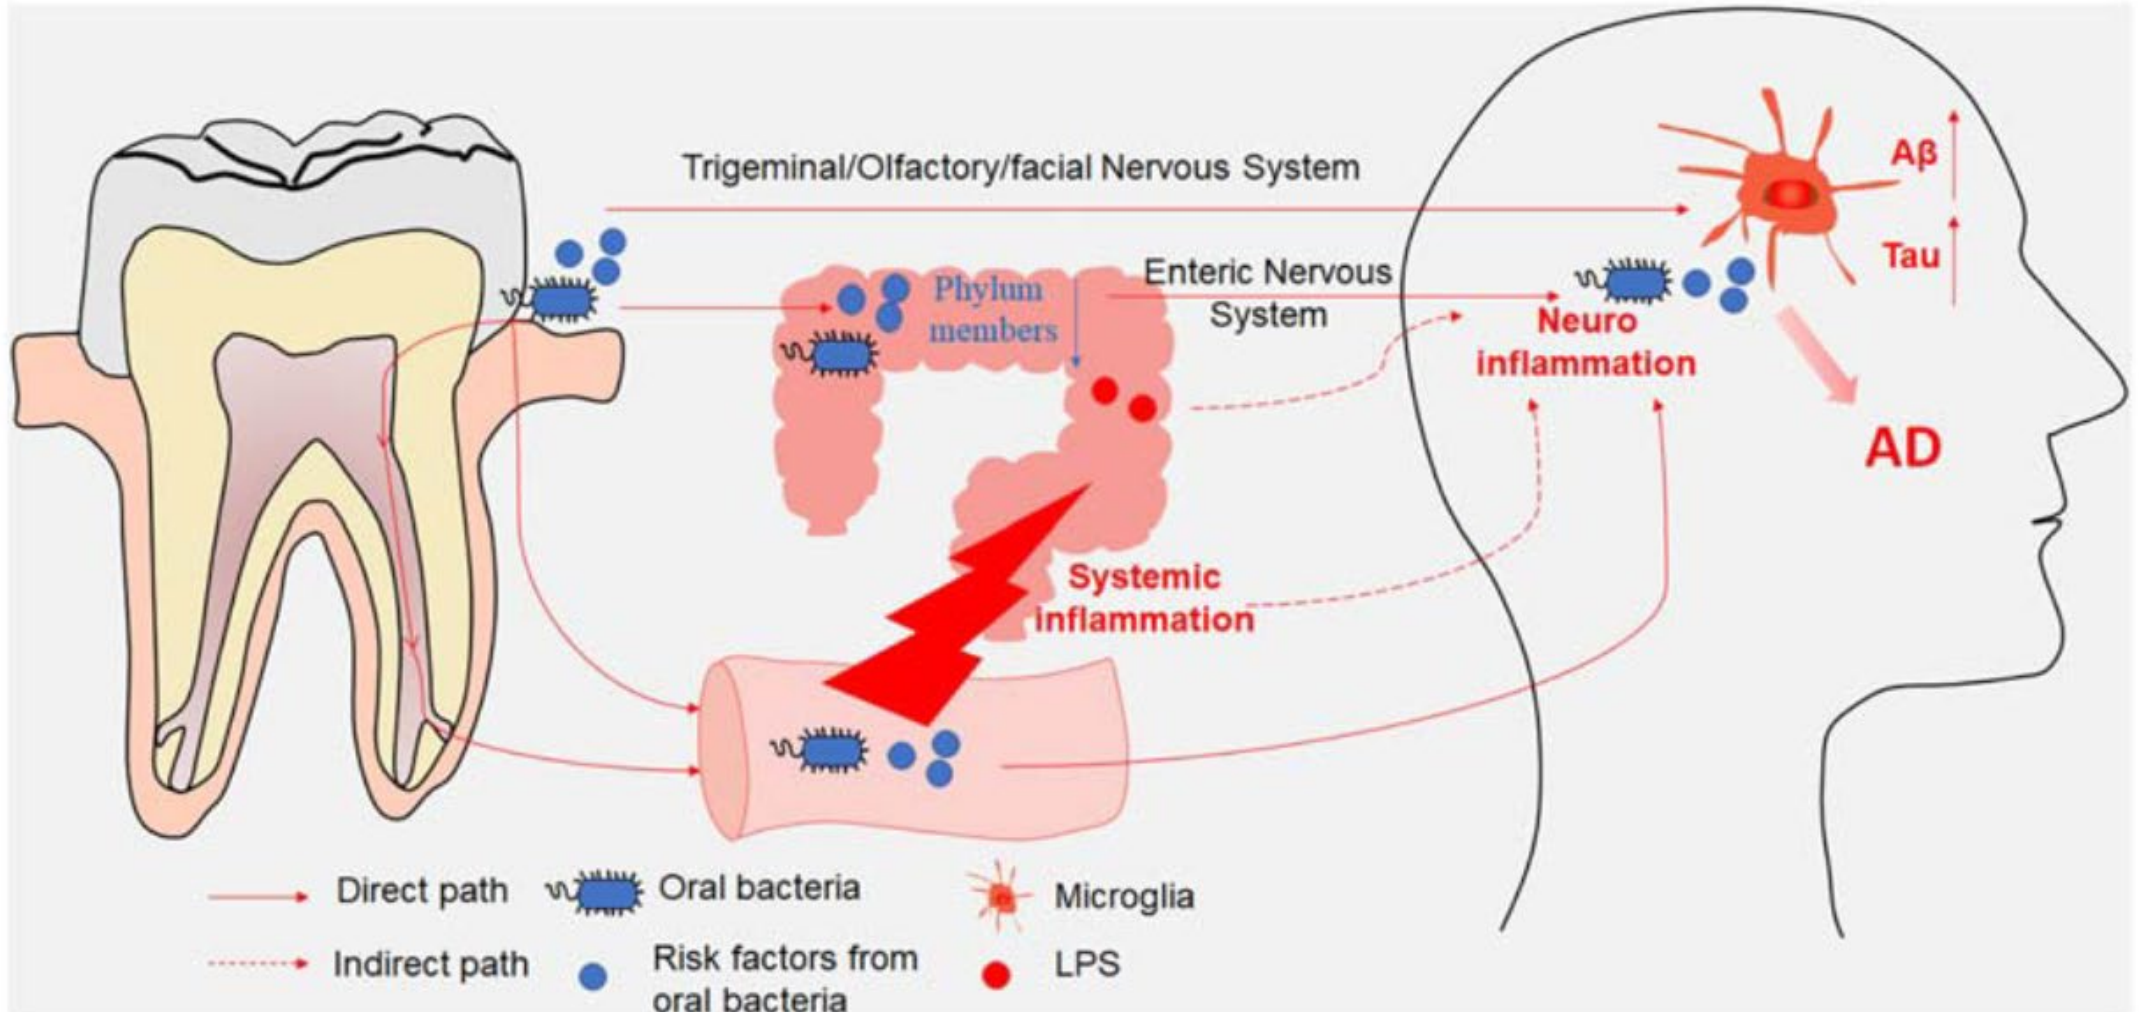 Trigeminal/Olfactory/facial Nervous System
Aβ
Tau
Phylum
members
Enteric Nervous
System
Neuro
inflammation
AD
Systemic
inflammation
Direct path
Oral bacteria
Microglia
Indirect path
Risk factors from
oral bacteria
LPS